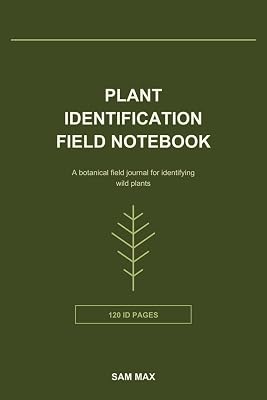 PLANT
IDENTIFICATION
FIELD NOTEBOOK
A botanical field journal for identifying
wild plants
120 ID PAGES
SAM MAX